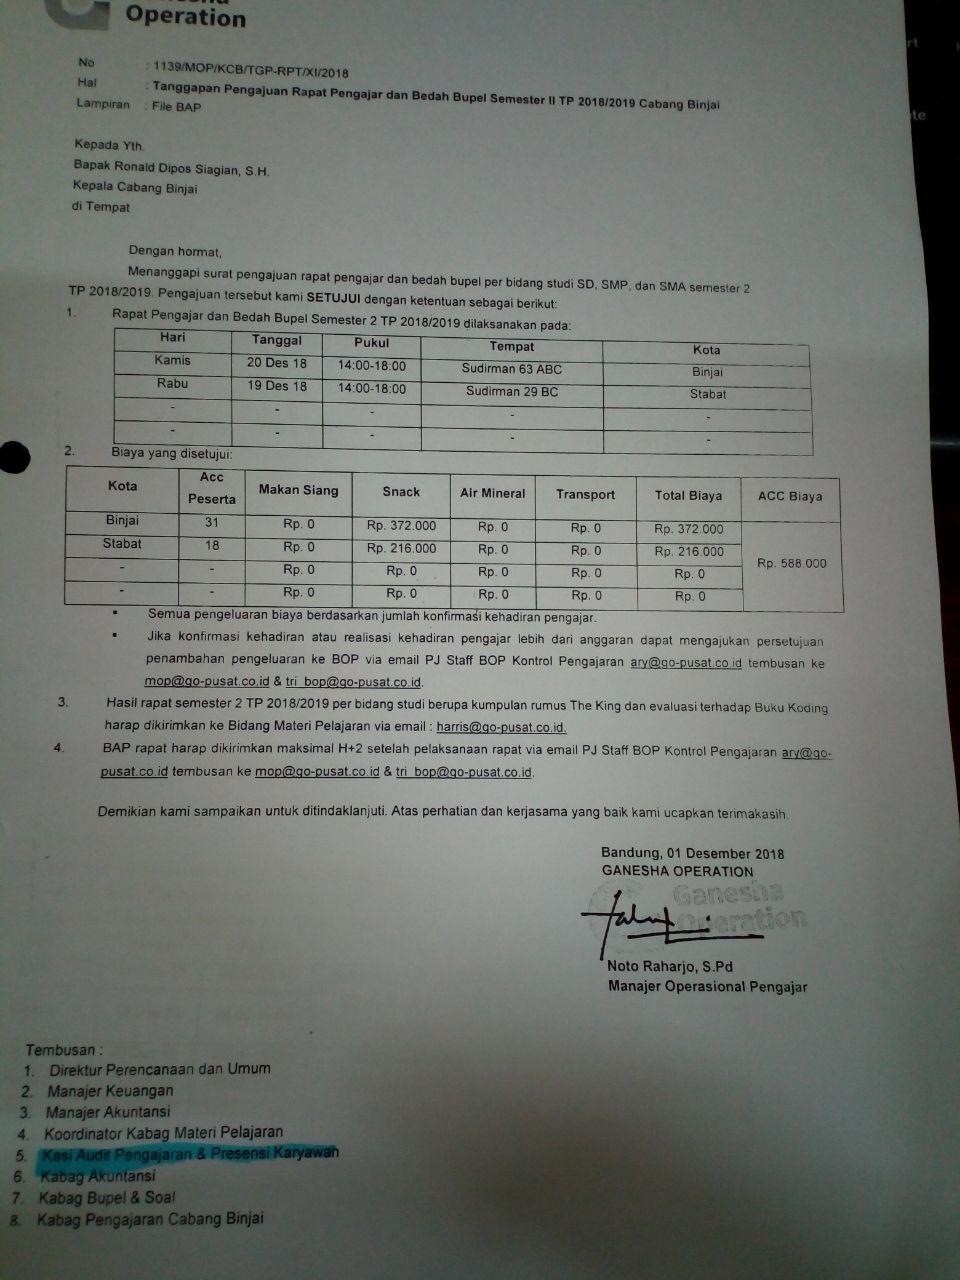 Operation
No : 1139/MOP/KCB/TGP-RPT/XI/2018
Hal : Tanggapan Pengajuan Rapat Pengajar dan Bedah Bupel Semester II TP 2018/2019 Cabang Binjai
Lampiran : File BAP
Kepada Yth.
Bapak Ronald Dipos Siagian, S.H.
Kepala Cabang Binjai
di Tempat
Dengan hormat,
Menanggapi surat pengajuan rapat pengajar dan bedah bupel per bidang studi SD, SMP, dan SMA semester 2
TP 2018/2019. Pengajuan tersebut kami SETUJUI dengan ketentuan sebagai berikut:
1. Rapat Pengajar dan Bedah Bupel Semester 2 TP 2018/2019 dilaksanakan pada:
Hari Tanggal Pukul Tempat Kota
Kamis 20 Des 18 14:00-18:00 Sudirman 63 ABC Binjai
Rabu 19 Des 18 14:00-18:00 Sudirman 29 BC Stabat
- - - - -
- - - - -
2. Biaya yang disetujui:
Kota Acc Peserta Makan Siang Snack Air Mineral Transport Total Biaya ACC Biaya
Binjai 31 Rp. 0 Rp. 372.000 Rp. 0 Rp. 0 Rp. 372.000 Rp. 588.000
Stabat 18 Rp. 0 Rp. 216.000 Rp. 0 Rp. 0 Rp. 216.000
- - Rp. 0 Rp. 0 Rp. 0 Rp. 0 Rp. 0
- - Rp. 0 Rp. 0 Rp. 0 Rp. 0 Rp. 0
▪ Semua pengeluaran biaya berdasarkan jumlah konfirmasi kehadiran pengajar.
▪ Jika konfirmasi kehadiran atau realisasi kehadiran pengajar lebih dari anggaran dapat mengajukan persetujuan
penambahan pengeluaran ke BOP via email PJ Staff BOP Kontrol Pengajaran ary@go-pusat.co.id tembusan ke
mop@go-pusat.co.id & tri_bop@go-pusat.co.id.
3. Hasil rapat semester 2 TP 2018/2019 per bidang studi berupa kumpulan rumus The King dan evaluasi terhadap Buku Koding
harap dikirimkan ke Bidang Materi Pelajaran via email : harris@go-pusat.co.id.
4. BAP rapat harap dikirimkan maksimal H+2 setelah pelaksanaan rapat via email PJ Staff BOP Kontrol Pengajaran ary@go-
pusat.co.id tembusan ke mop@go-pusat.co.id & tri_bop@go-pusat.co.id.
Demikian kami sampaikan untuk ditindaklanjuti. Atas perhatian dan kerjasama yang baik kami ucapkan terimakasih.
Bandung, 01 Desember 2018
GANESHA OPERATION
Ganesha
Operation
Noto Raharjo, S.Pd
Manajer Operasional Pengajar
Tembusan :
1. Direktur Perencanaan dan Umum
2. Manajer Keuangan
3. Manajer Akuntansi
4. Koordinator Kabag Materi Pelajaran
5. Kasi Audit Pengajaran & Presensi Karyawan
6. Kabag Akuntansi
7. Kabag Bupel & Soal
8. Kabag Pengajaran Cabang Binjai